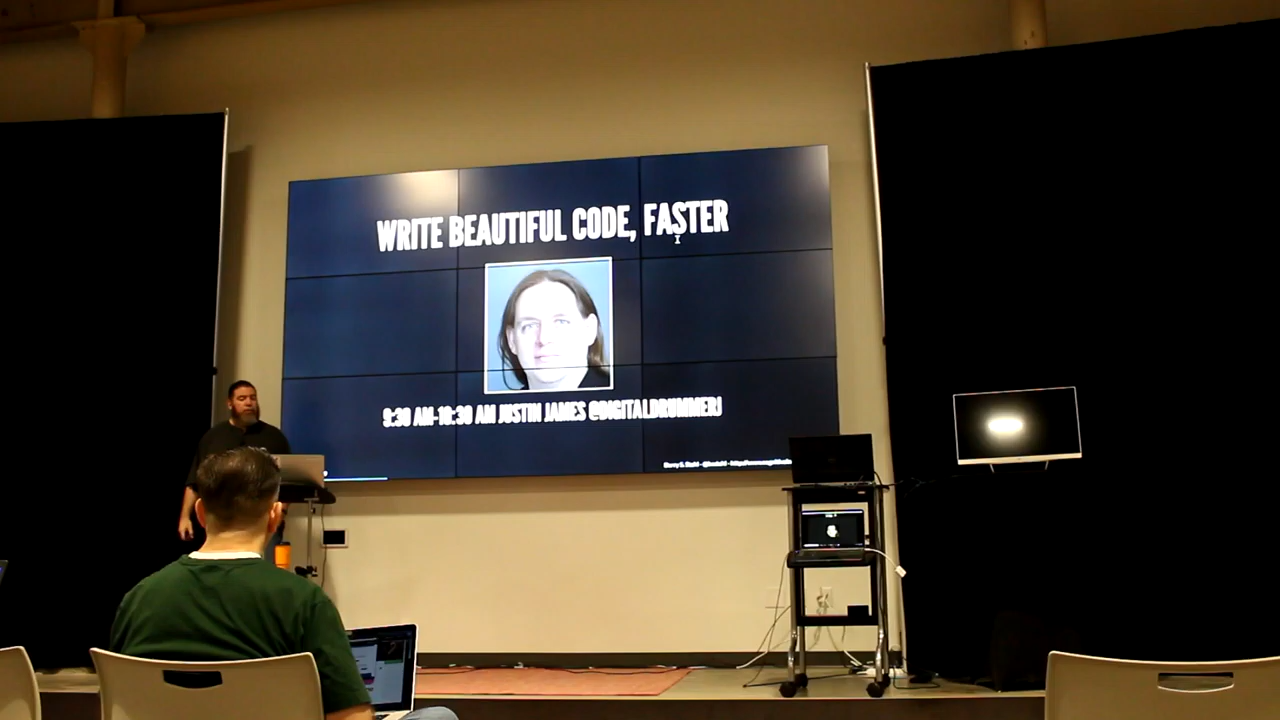 WRITE BEAUTIFUL CODE, FASTER
9:30 AM-10:30 AM JUSTIN JAMES @DIGITALDRUMMERJ